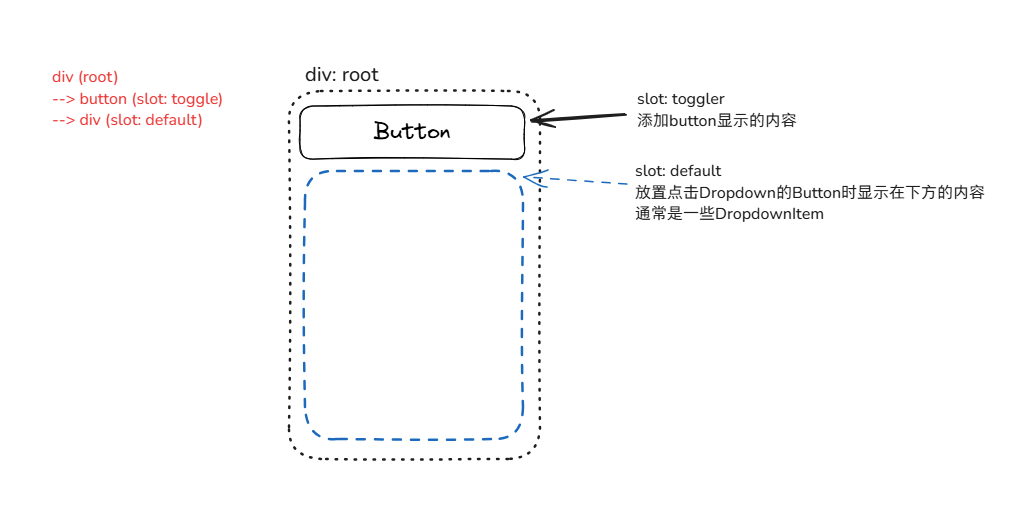 div (root)
--> button (slot: toggle)
--> div (slot: default)
div: root
Button
slot: toggler
添加button显示的内容
slot: default
放置点击Dropdown的Button时显示在下方的内容
通常是一些DropdownItem